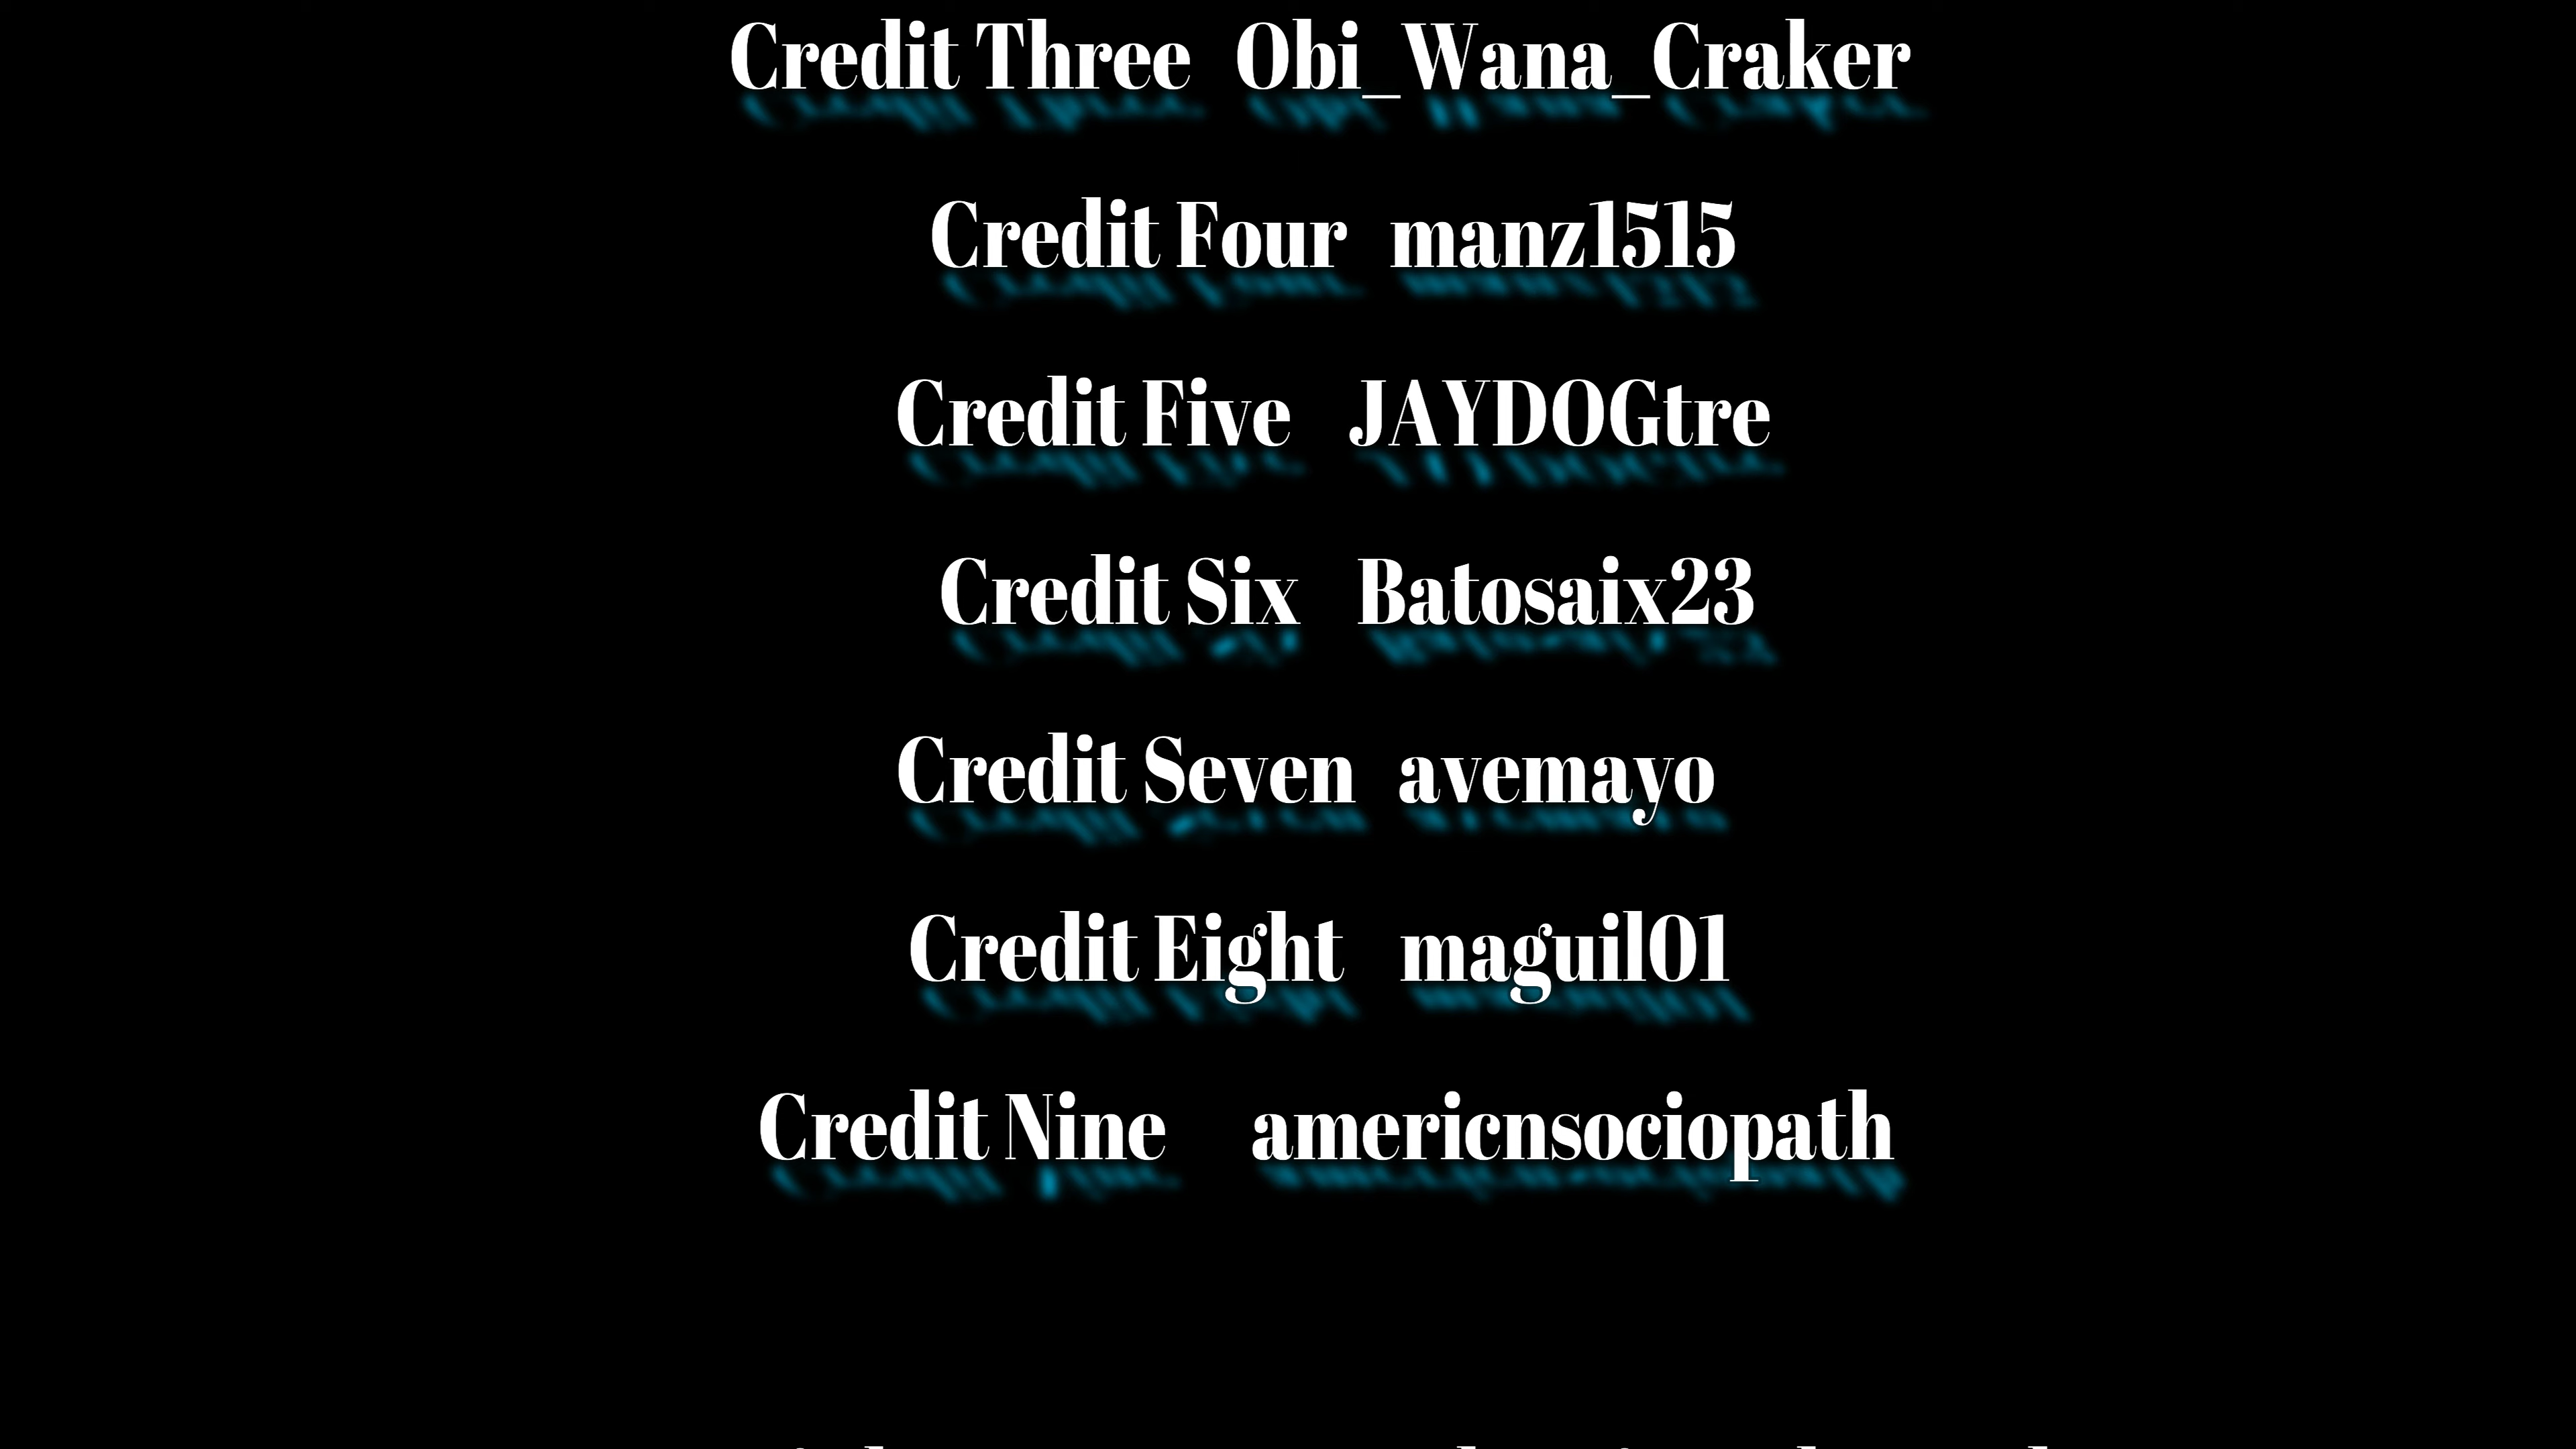 Credit Three Obi_Wana_Craker
Credit Four manz1515
Credit Five JAYDOGtre
Credit Six Batosaix23
Credit Seven avemayo
Credit Eight maguil01
Credit Nine americnsociopath